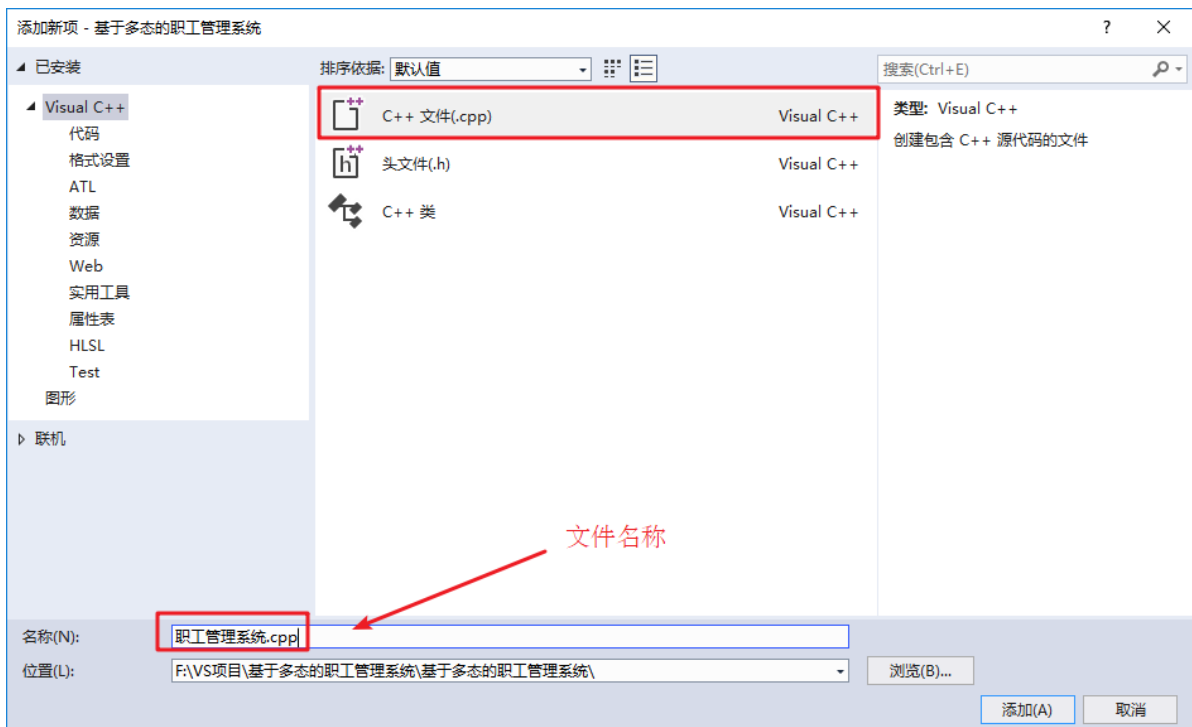 添加新项 - 基于多态的职工管理系统
?
已安装
排序依据: 默认值
搜索(Ctrl+E)
Visual C++
代码
格式设置
ATL
数据
资源
Web
实用工具
属性表
HLSL
Test
图形
联机
C++ 文件(.cpp) Visual C++
头文件(.h) Visual C++
C++ 类 Visual C++
类型: Visual C++
创建包含 C++ 源代码的文件
文件名称
名称(N): 职工管理系统.cpp
位置(L): F:\VS项目\基于多态的职工管理系统\基于多态的职工管理系统\
浏览(B)...
添加(A) 取消